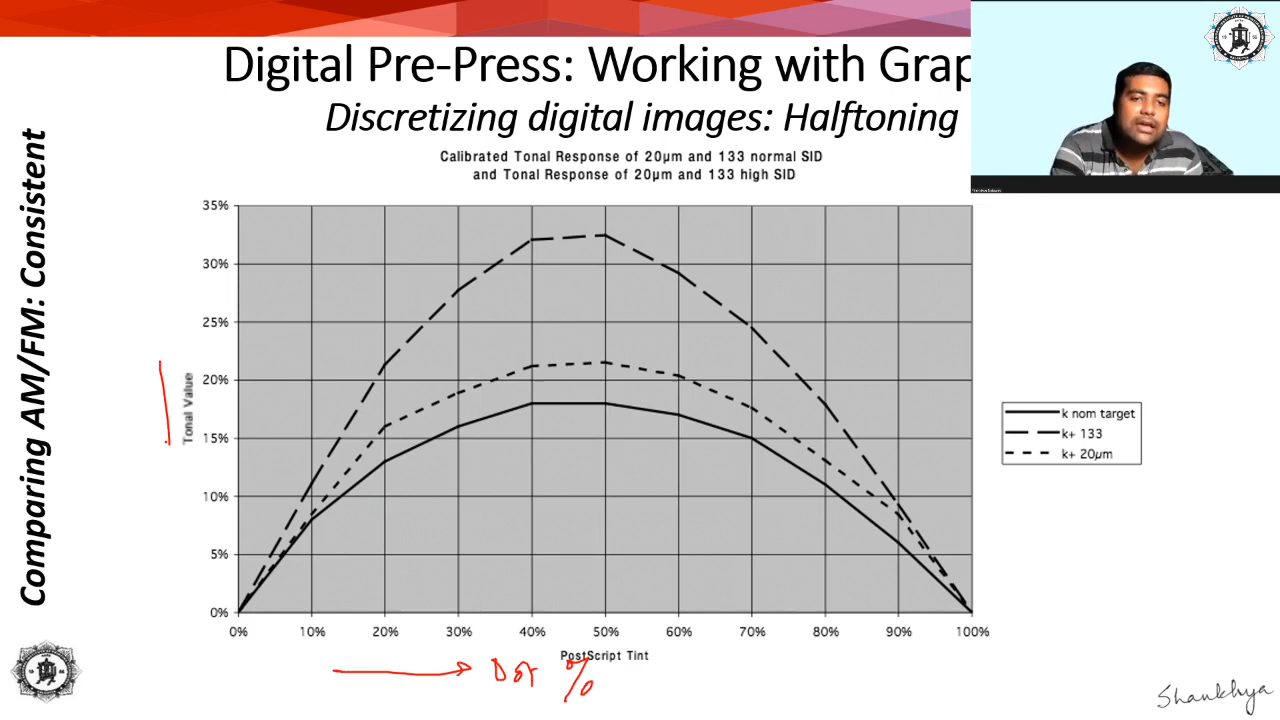 Digital Pre-Press: Working with Grap
Discretizing digital images: Halftoning
Comparing AM/FM: Consistent
Calibrated Tonal Response of 20µm and 133 normal SID
and Tonal Response of 20µm and 133 high SID
35%
30%
25%
20%
15%
10%
5%
0%
Tonal Value
0% 10% 20% 30% 40% 50% 60% 70% 80% 90% 100%
PostScript Tint
Dot %
k nom target
k+ 133
k+ 20µm
Shankhya